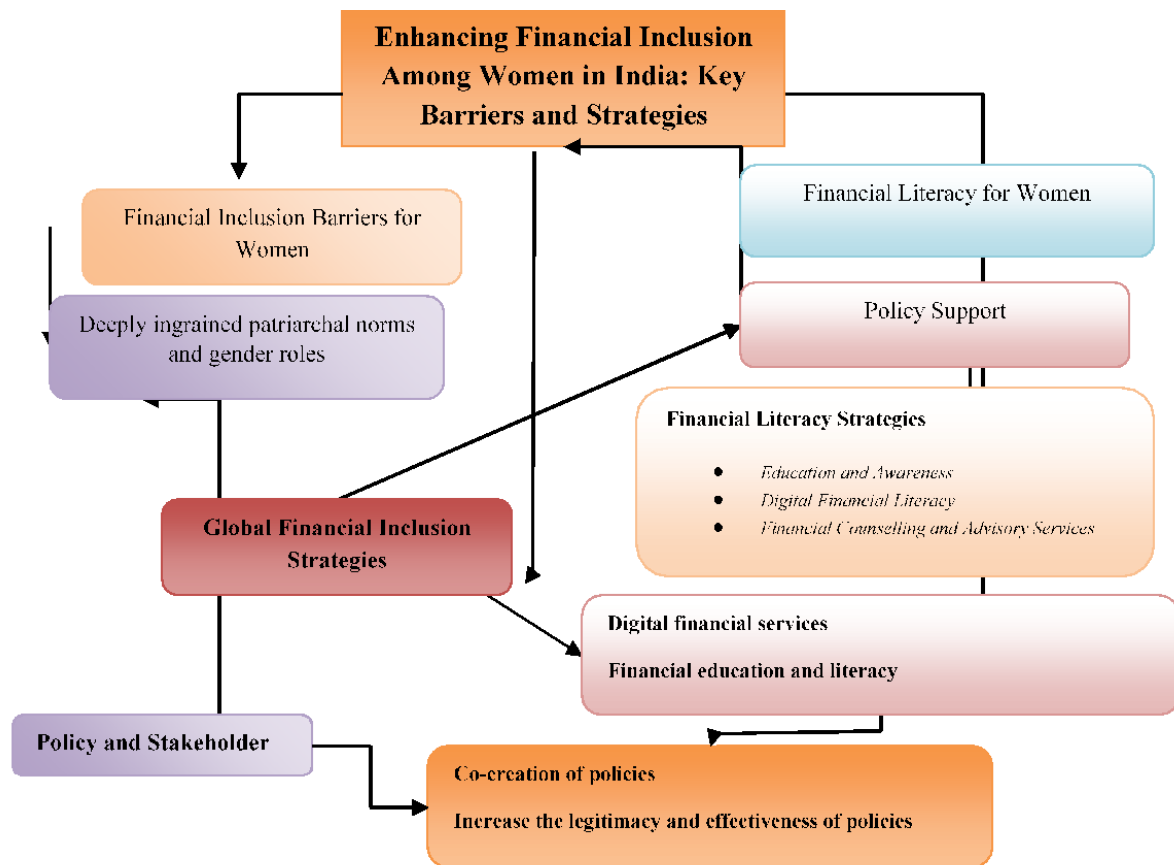 Enhancing Financial Inclusion
Among Women in India: Key
Barriers and Strategies
Financial Inclusion Barriers for
Women
Financial Literacy for Women
Deeply ingrained patriarchal norms
and gender roles
Policy Support
Financial Literacy Strategies
● Education and Awareness
● Digital Financial Literacy
● Financial Counselling and Advisory Services
Global Financial Inclusion
Strategies
Digital financial services
Financial education and literacy
Policy and Stakeholder
Co-creation of policies
Increase the legitimacy and effectiveness of policies